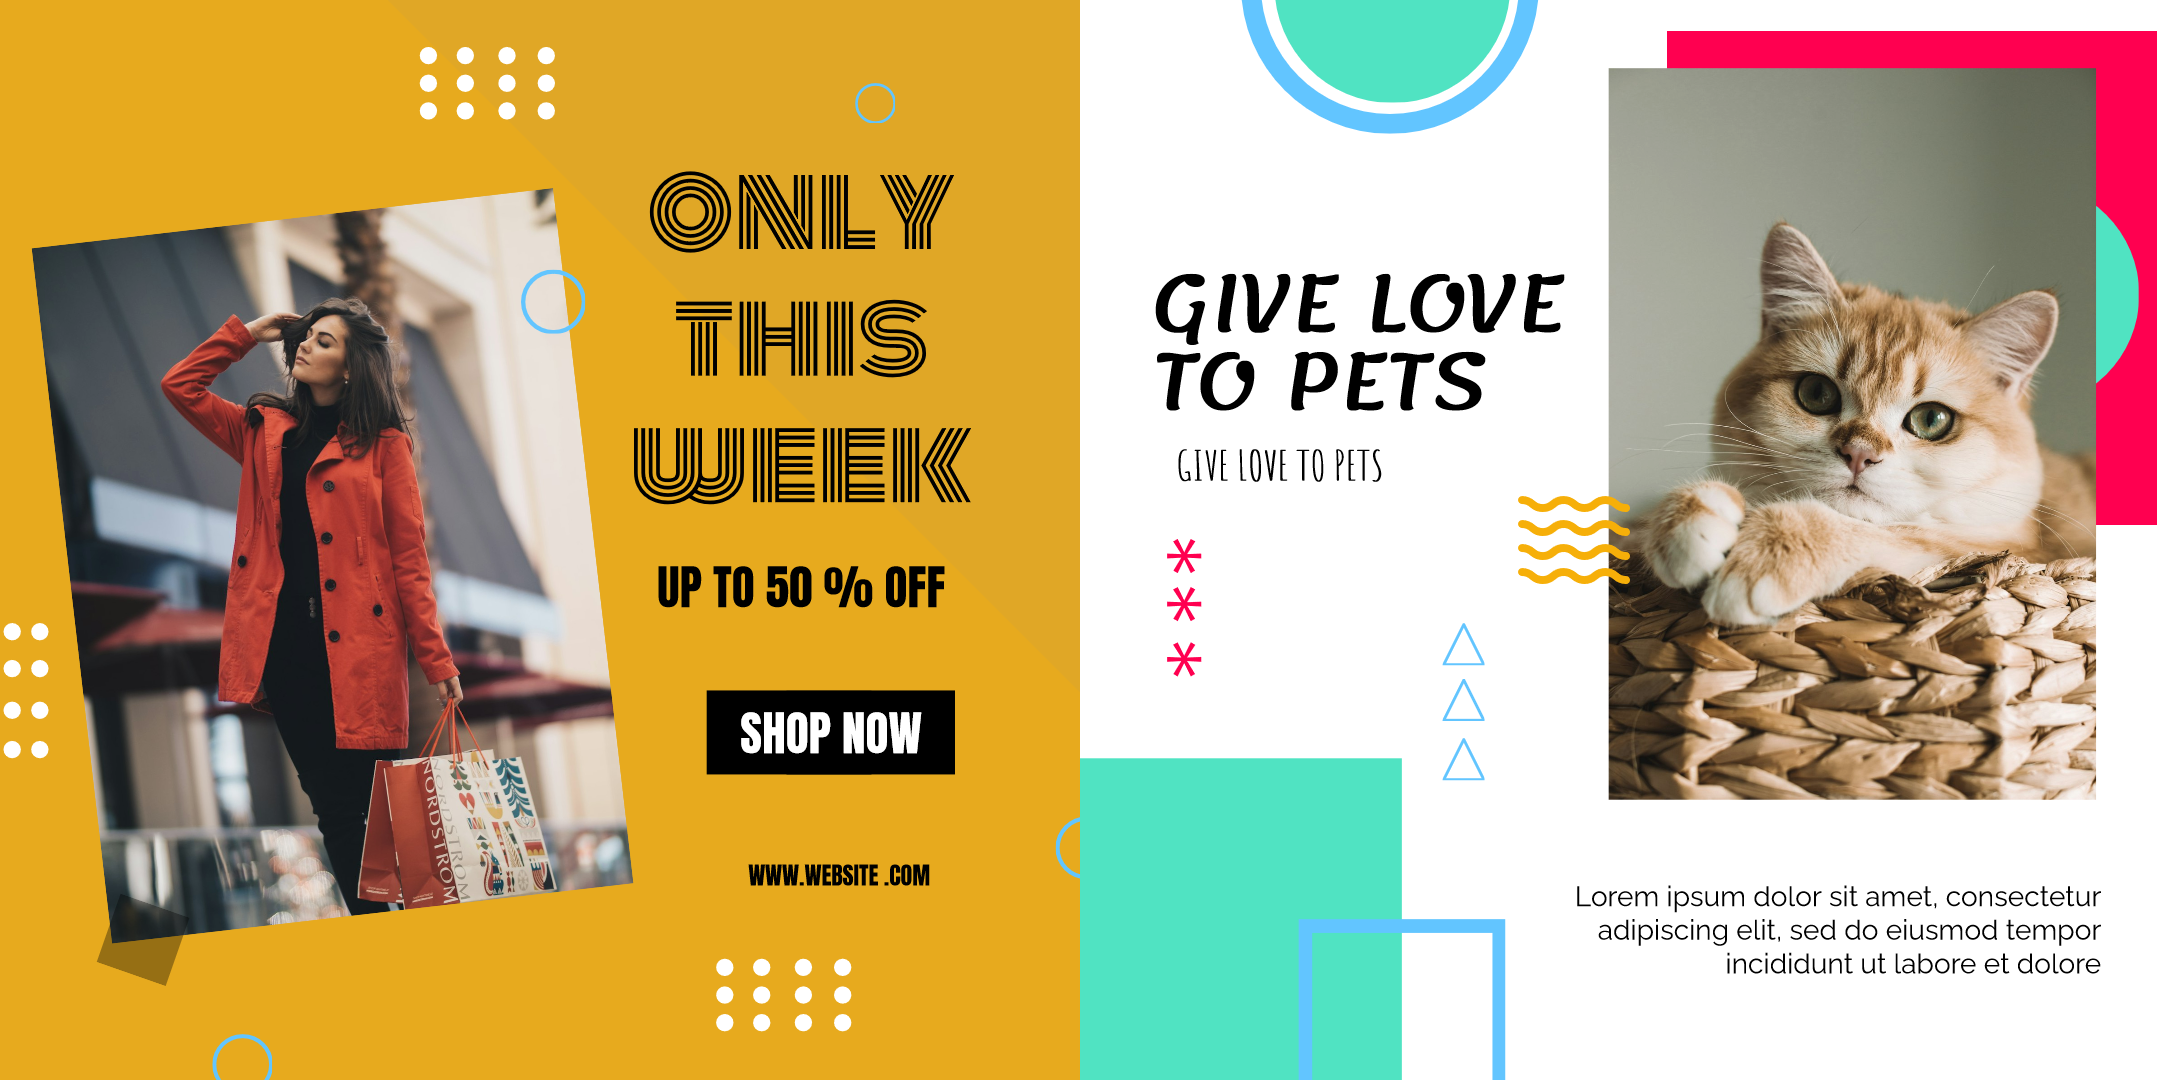 ONLY
THIS
WEEK
UP TO 50 % OFF
SHOP NOW
WWW.WEBSITE .COM
NORDSTROM
NORDSTROM
GIVE LOVE
TO PETS
GIVE LOVE TO PETS
Lorem ipsum dolor sit amet, consectetur
adipiscing elit, sed do eiusmod tempor
incididunt ut labore et dolore